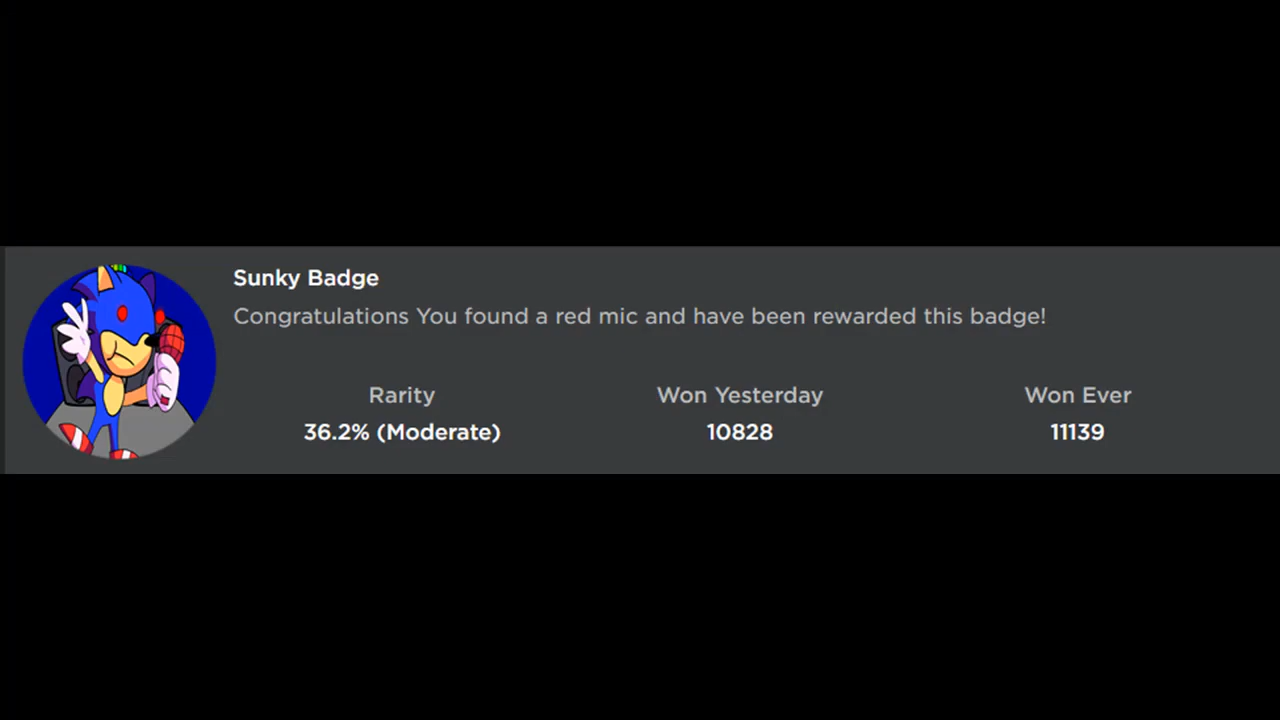 Sunky Badge
Congratulations You found a red mic and have been rewarded this badge!
Rarity Won Yesterday Won Ever
36.2% (Moderate) 10828 11139